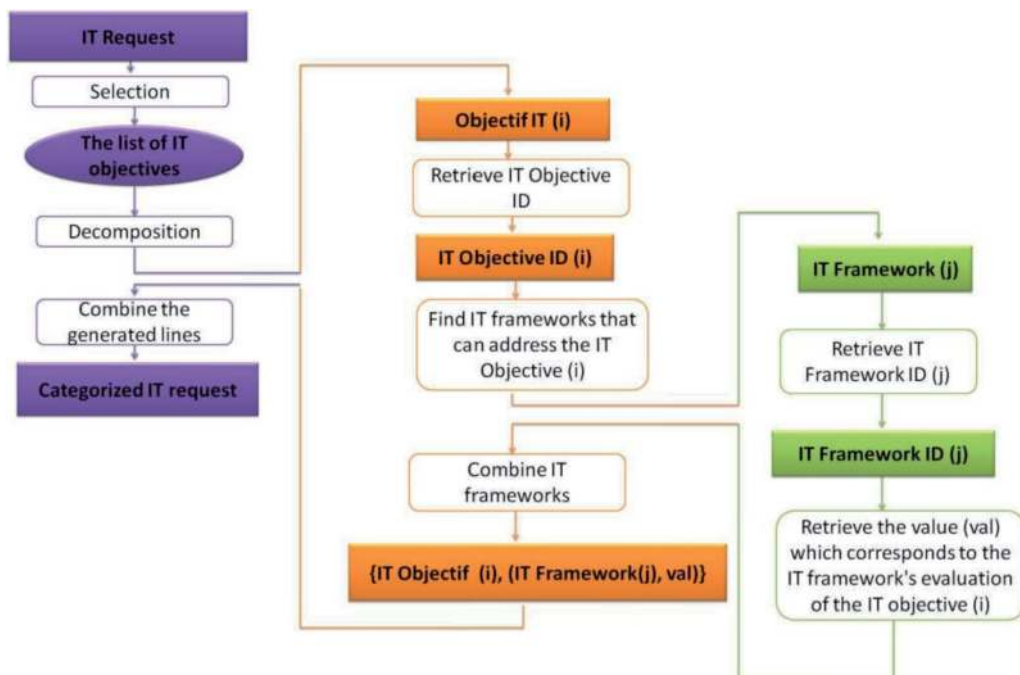 IT Request
Selection
The list of IT
objectives
Decomposition
Combine the
generated lines
Categorized IT request
Objectif IT (i)
Retrieve IT Objective
ID
IT Objective ID (i)
Find IT frameworks that
can address the IT
Objective (i)
Combine IT
frameworks
{IT Objectif (i), (IT Framework(j), val)}
IT Framework (j)
Retrieve IT
Framework ID (j)
IT Framework ID (j)
Retrieve the value (val)
which corresponds to the
IT framework's evaluation
of the IT objective (i)